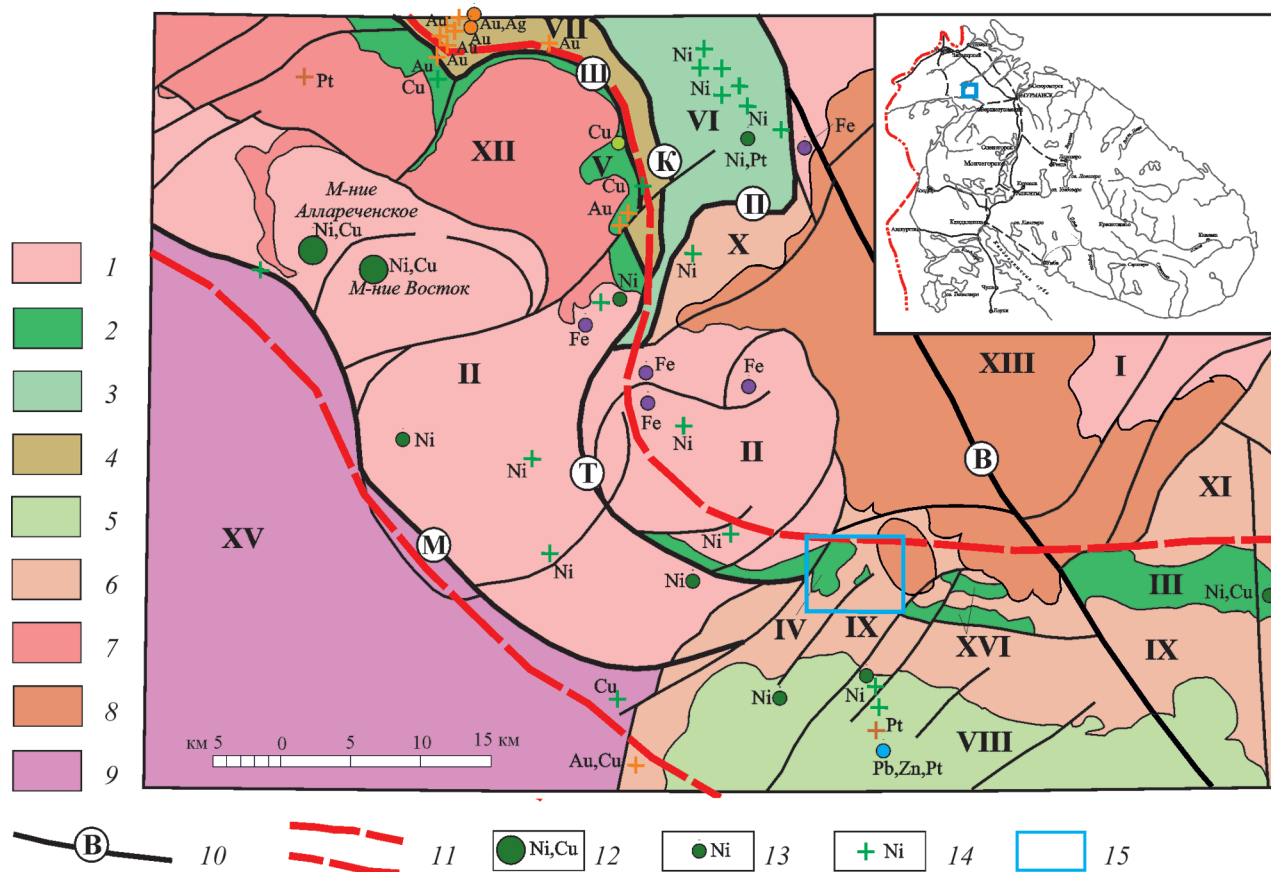 Au
Au,Ag
VII
Au
Au
Au
Au
Cu
Pt
Ш
Ni
Ni
VI
Ni
Ni,Pt
Fe
XII
Cu
V
К
Cu
Au
П
X
Ni
М-ние
Аллареченское
Ni,Cu
Ni,Cu
М-ние Восток
Ni
Fe
Fe
Fe
Fe
XIII
I
II
Ni
Ni
Ni
II
Т
В
XI
XV
М
Ni
Ni
Ni
III
Ni,Cu
IV
IX
XVI
IX
Cu
Ni
Ni
Pt
VIII
Pb,Zn,Pt
Au,Cu
км 5 0 5 10 15 км
МУРМАНСК
1
2
3
4
5
6
7
8
9
В 10
11
Ni,Cu 12
Ni 13
Ni 14
15